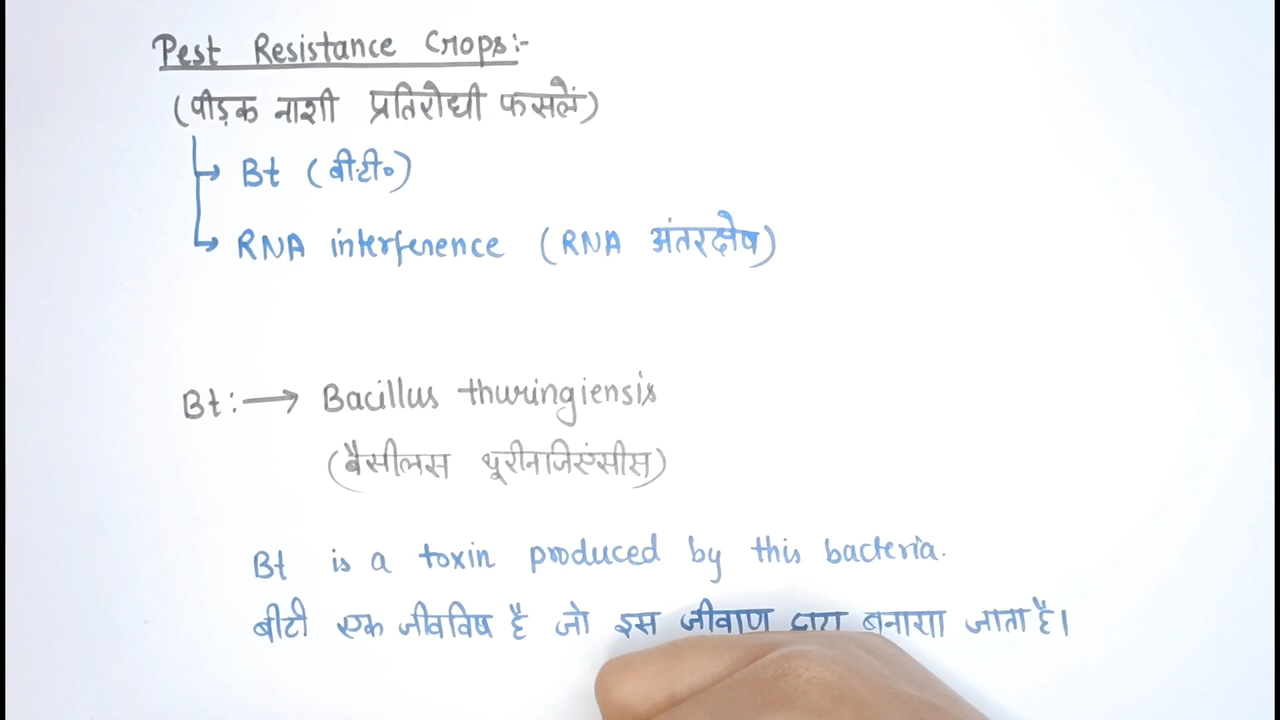 Pest Resistance Crops:-
(पीड़क नाशी प्रतिरोधी फसलें)
Bt (बी.टी॰)
RNA interference (RNA अंतरक्षेप)
Bt: → Bacillus thuringiensis
(बैसीलस थूरीनजिएंसीस)
Bt is a toxin produced by this bacteria.
बीटी एक जीवविष है जो इस जीवाणु द्वारा बनाया जाता है।